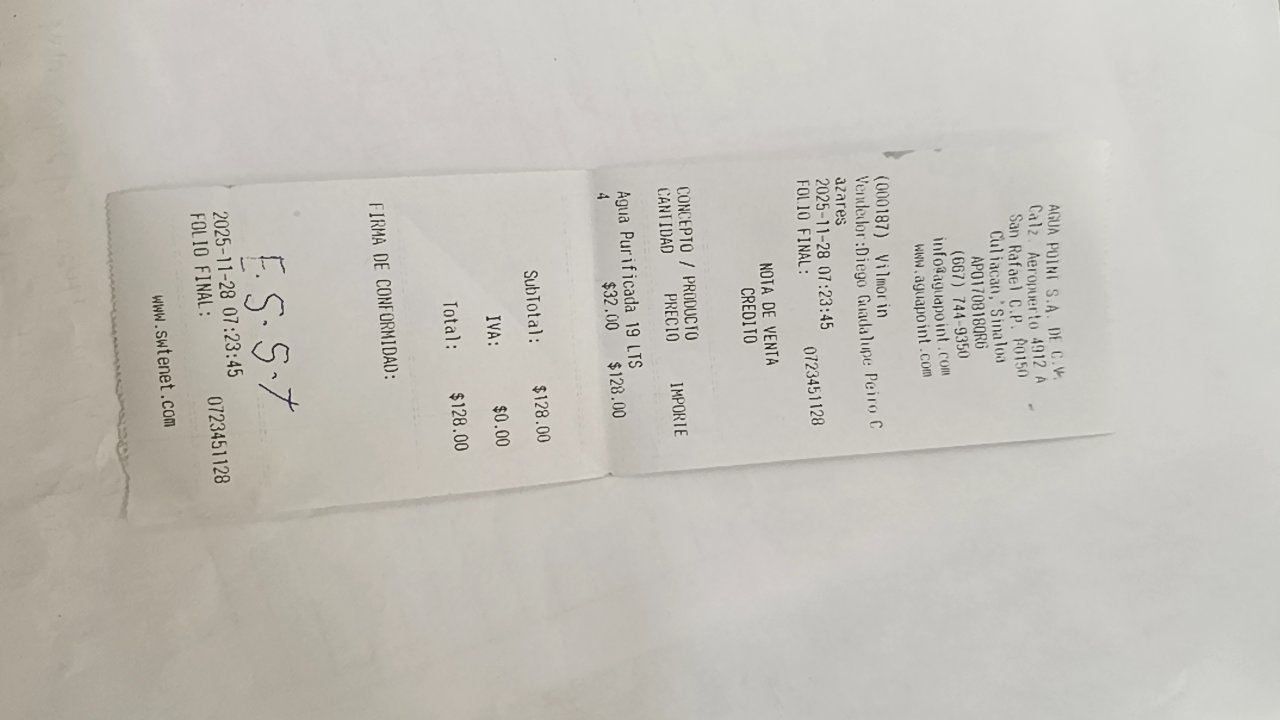 AGUA POINT S.A. DE C.V.
Calz. Aeropuerto 4912 A
San Rafael C.P. 80150
Culiacan, Sinaloa
(667) 744-9350
info@aguapoint.com
www.aguapoint.com
(000187) Vilmorin
Vendedor:Diego Guadalupe Peiro C
azares
2025-11-28 07:23:45
FOLIO FINAL: 0723451128
NOTA DE VENTA
CREDITO
CONCEPTO / PRODUCTO
CANTIDAD PRECIO IMPORTE
Agua Purificada 19 LTS
4 $32.00 $128.00
SubTotal: $128.00
IVA: $0.00
Total: $128.00
FIRMA DE CONFORMIDAD:
2025-11-28 07:23:45
FOLIO FINAL: 0723451128
www.swtenet.com